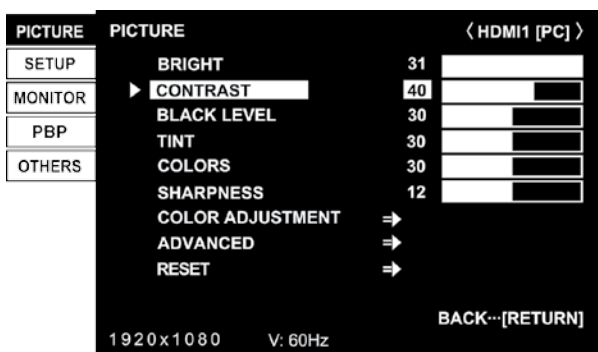 PICTURE
SETUP
MONITOR
PBP
OTHERS
PICTURE 〈 HDMI1 [PC] 〉
BRIGHT 31
CONTRAST 40
BLACK LEVEL 30
TINT 30
COLORS 30
SHARPNESS 12
COLOR ADJUSTMENT
ADVANCED
RESET
BACK···[RETURN]
1920x1080 V: 60Hz